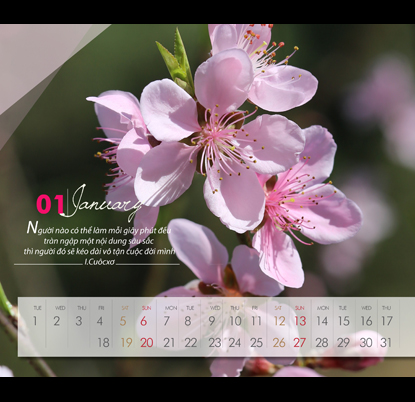 01 January
Người nào có thể làm mỗi giây phút đều
tràn ngập một nội dung sâu sắc
thì người đó sẽ kéo dài vô tận cuộc đời mình
I.Cuôcxơ
TUE WED THU FRI SAT SUN MON TUE WED THU FRI SAT SUN MON TUE WED THU
1 2 3 4 5 6 7 8 9 10 11 12 13 14 15 16 17
18 19 20 21 22 23 24 25 26 27 28 29 30 31